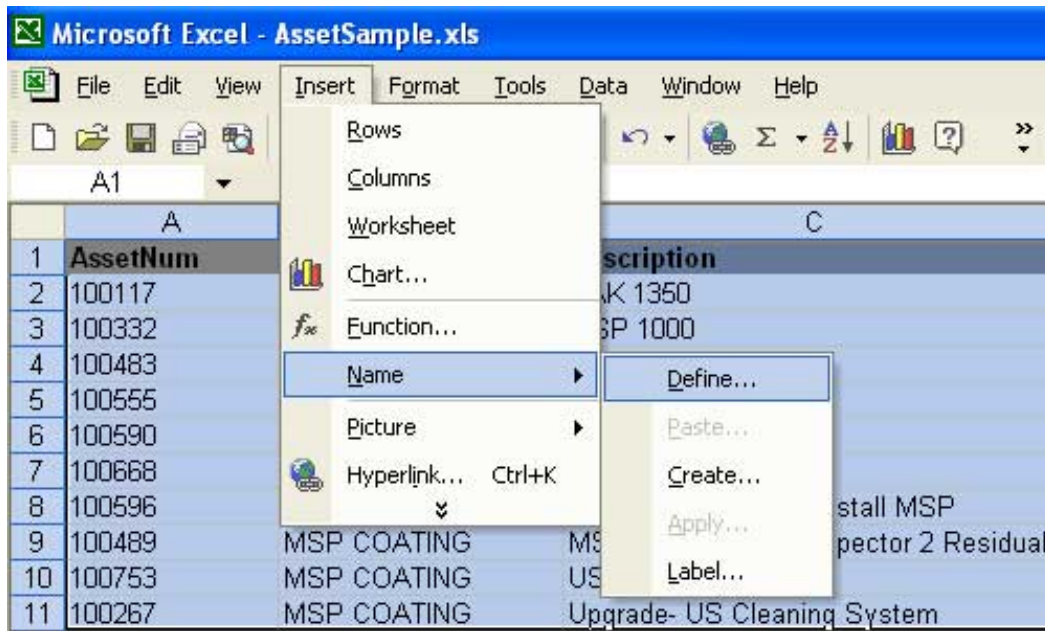 Microsoft Excel - AssetSample.xls
File Edit View Insert Format Tools Data Window Help
A1
Rows
Columns
Worksheet
Chart...
Function...
Name
Picture
Hyperlink... Ctrl+K
Define...
Paste...
Create...
Apply...
Label...
A C
1 AssetNum scription
2 100117 AK 1350
3 100332 SP 1000
4 100483
5 100555
6 100590
7 100668
8 100596 stall MSP
9 100489 MSP COATING MS pector 2 Residual
10 100753 MSP COATING US
11 100267 MSP COATING Upgrade- US Cleaning System